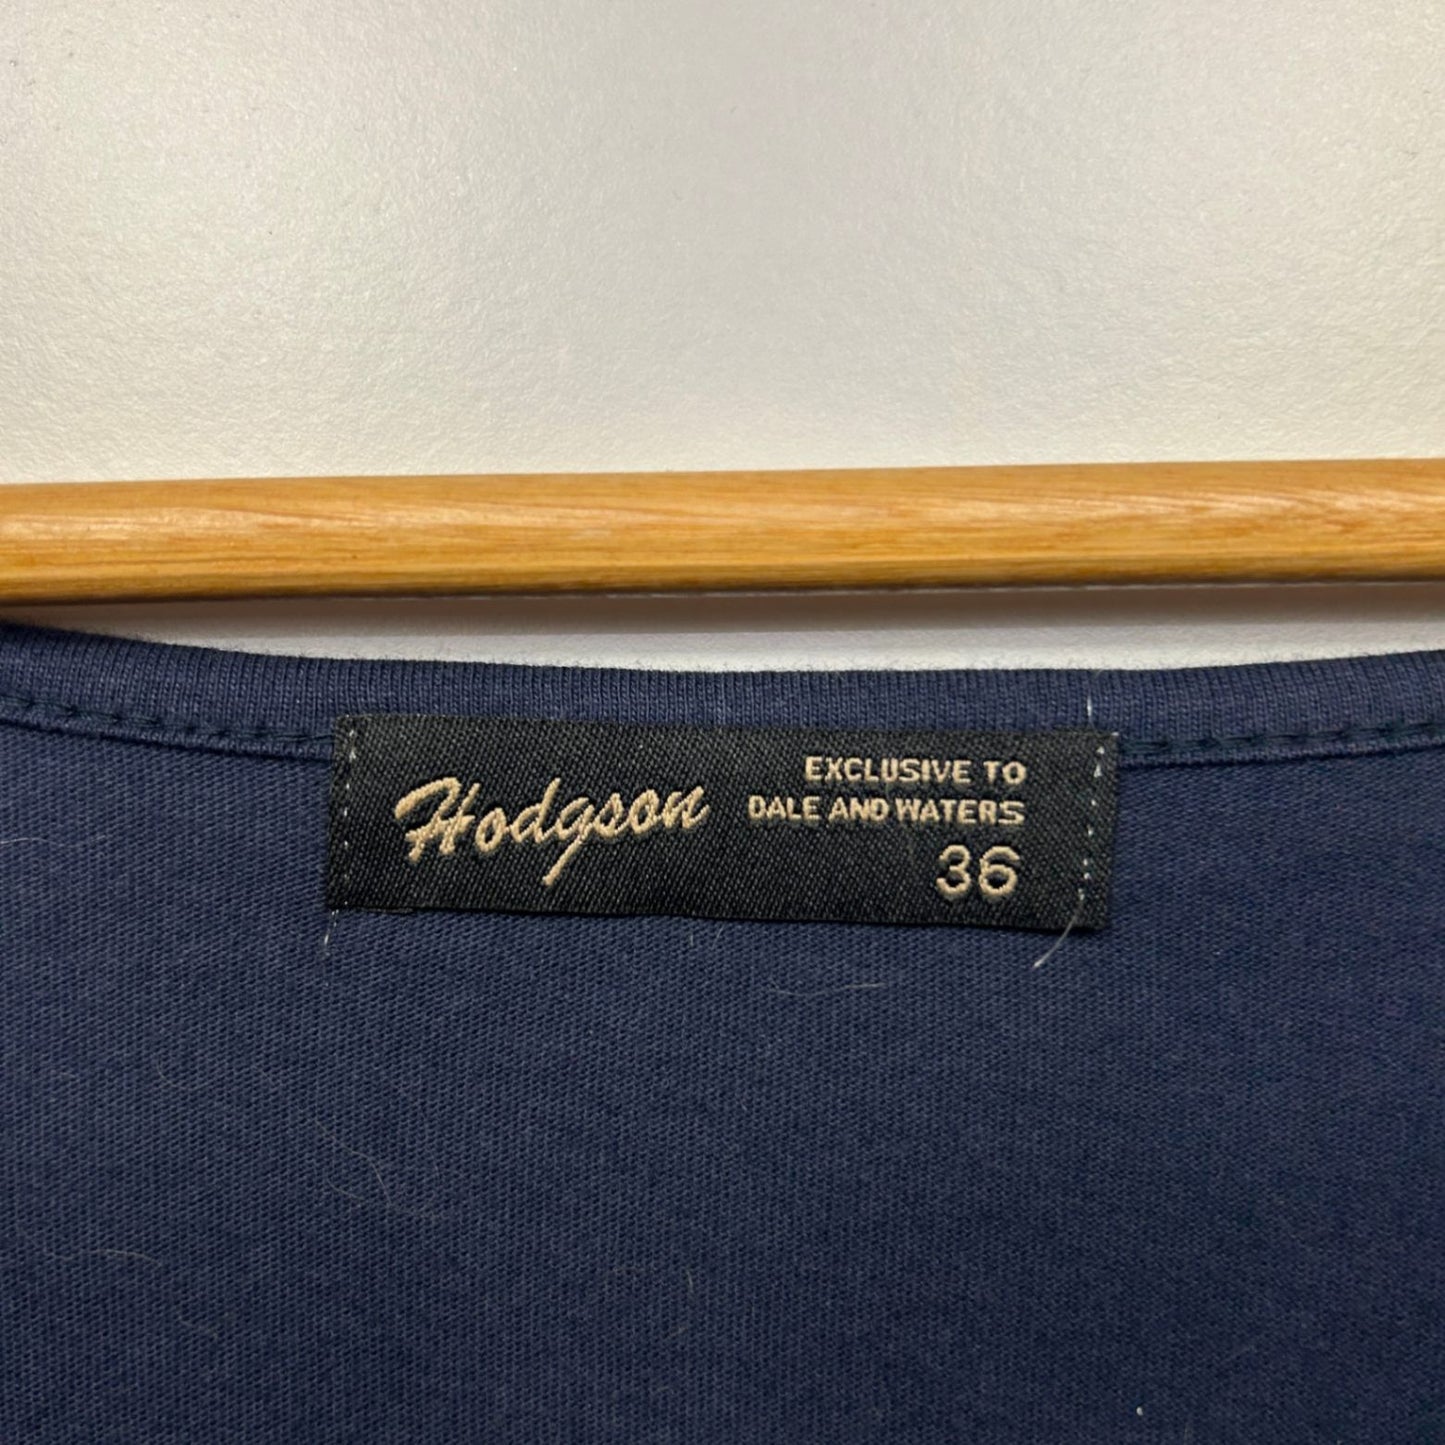 Hodgson
EXCLUSIVE TO
DALE AND WATERS
36